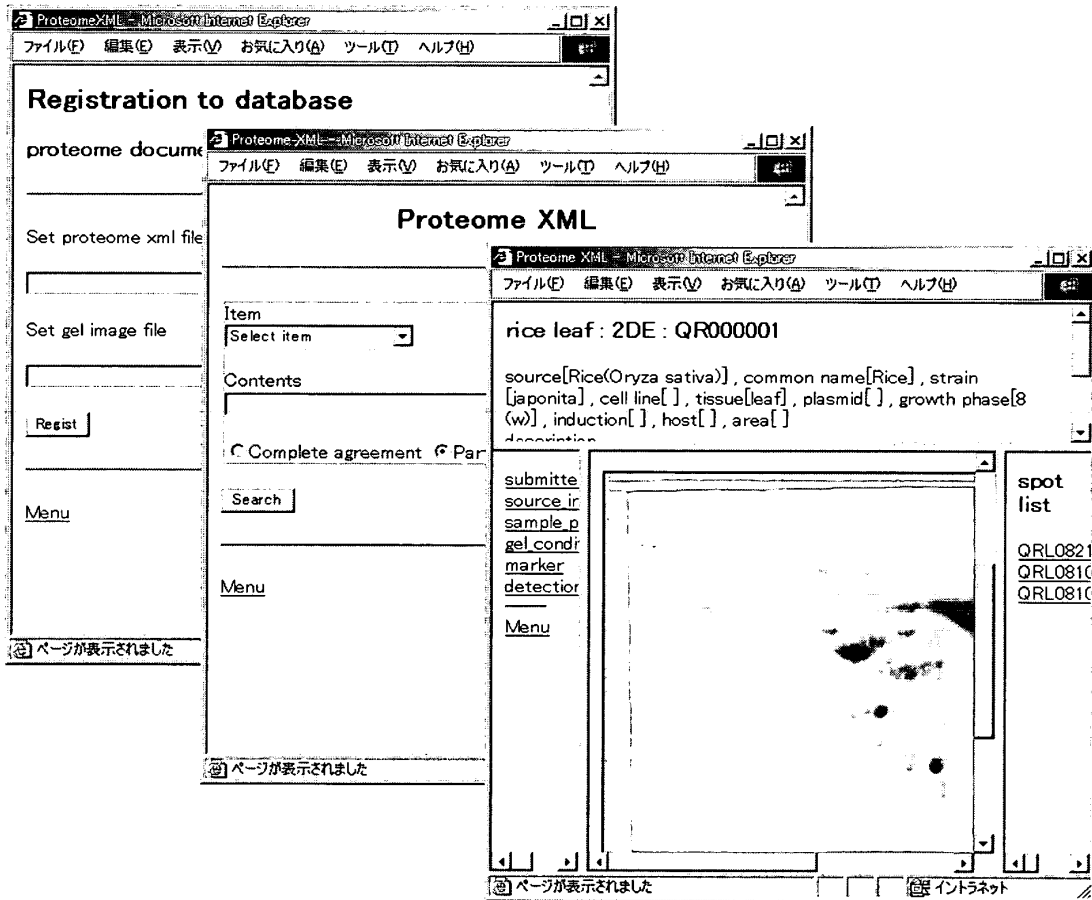 ProteomeXML - Microsoft Internet Explorer
ファイル(F) 編集(E) 表示(V) お気に入り(A) ツール(T) ヘルプ(H)
Registration to database
proteome docume
Set proteome xml file
Set gel image file
Regist
Menu
ページが表示されました
Proteome XML - Microsoft Internet Explorer
ファイル(F) 編集(E) 表示(V) お気に入り(A) ツール(T) ヘルプ(H)
Proteome XML
Item
Select item
Contents
Complete agreement Par
Search
Menu
ページが表示されました
Proteome XML - Microsoft Internet Explorer
ファイル(F) 編集(E) 表示(V) お気に入り(A) ツール(T) ヘルプ(H)
rice leaf : 2DE : QR000001
source[Rice(Oryza sativa)] , common name[Rice] , strain
[japonita] , cell line[ ] , tissue[leaf] , plasmid[ ] , growth phase[8
(w)] , induction[ ] , host[ ] , area[ ]
description
submitte
source_ir
sample_p
gel_condi
marker
detection
Menu
spot
list
QRL0821
QRL0810
QRL0810
ページが表示されました
イントラネット